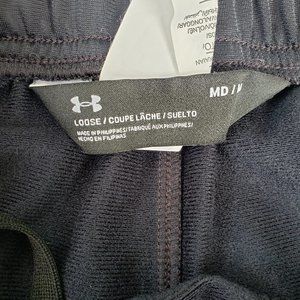 MD / M
LOOSE / COUPE LÂCHE / SUELTO
MADE IN PHILIPPINES / FABRIQUÉ AUX PHILIPPINES /
HECHO EN FILIPINAS